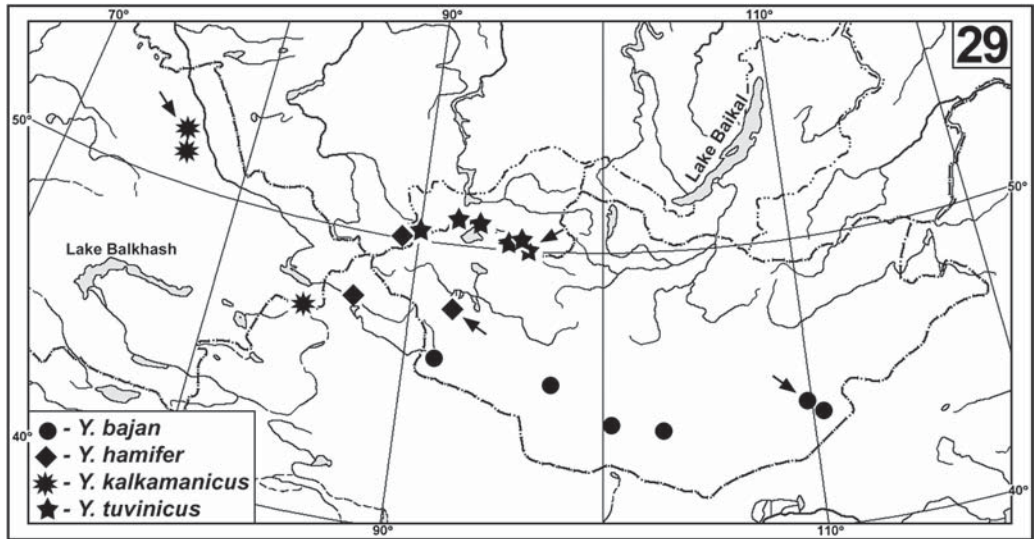 70° 90° 110° 29
50°
Lake Baikal
50°
Lake Balkhash
40°
40°
- Y. bajan
- Y. hamifer
- Y. kalkamanicus
- Y. tuvinicus
90° 110°